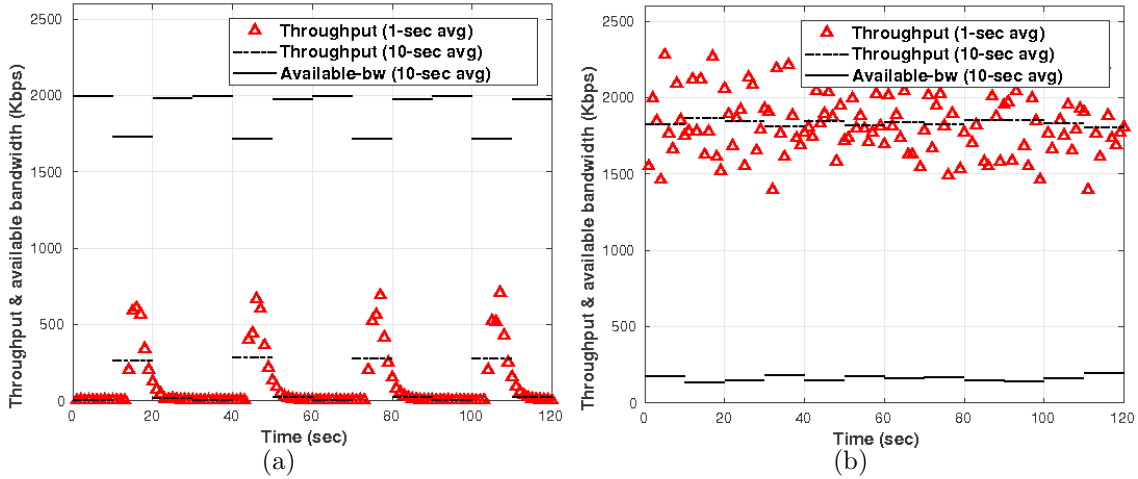 2500
2000
1500
1000
500
0
0
20
40
60
80
100
120
Throughput & available bandwidth (Kbps)
Time (sec)
Throughput (1-sec avg)
Throughput (10-sec avg)
Available-bw (10-sec avg)
(a)
2500
2000
1500
1000
500
0
0
20
40
60
80
100
120
Throughput & available bandwidth (Kbps)
Time (sec)
Throughput (1-sec avg)
Throughput (10-sec avg)
Available-bw (10-sec avg)
(b)